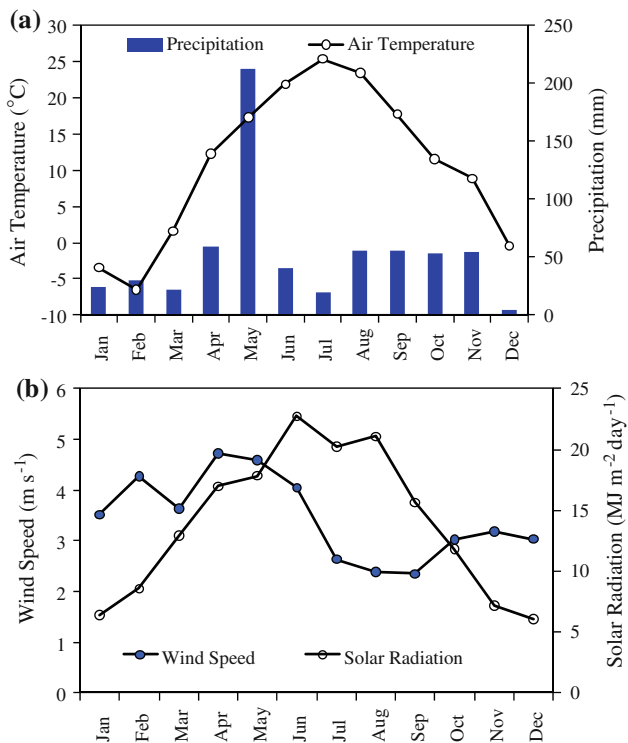 (a)
Precipitation
Air Temperature
30
25
20
15
10
5
0
-5
-10
Air Temperature (°C)
250
200
150
100
50
0
Precipitation (mm)
Jan
Feb
Mar
Apr
May
Jun
Jul
Aug
Sep
Oct
Nov
Dec
(b)
6
5
4
3
2
1
0
Wind Speed (m s-1)
25
20
15
10
5
0
Solar Radiation (MJ m-2 day-1)
Wind Speed
Solar Radiation
Jan
Feb
Mar
Apr
May
Jun
Jul
Aug
Sep
Oct
Nov
Dec